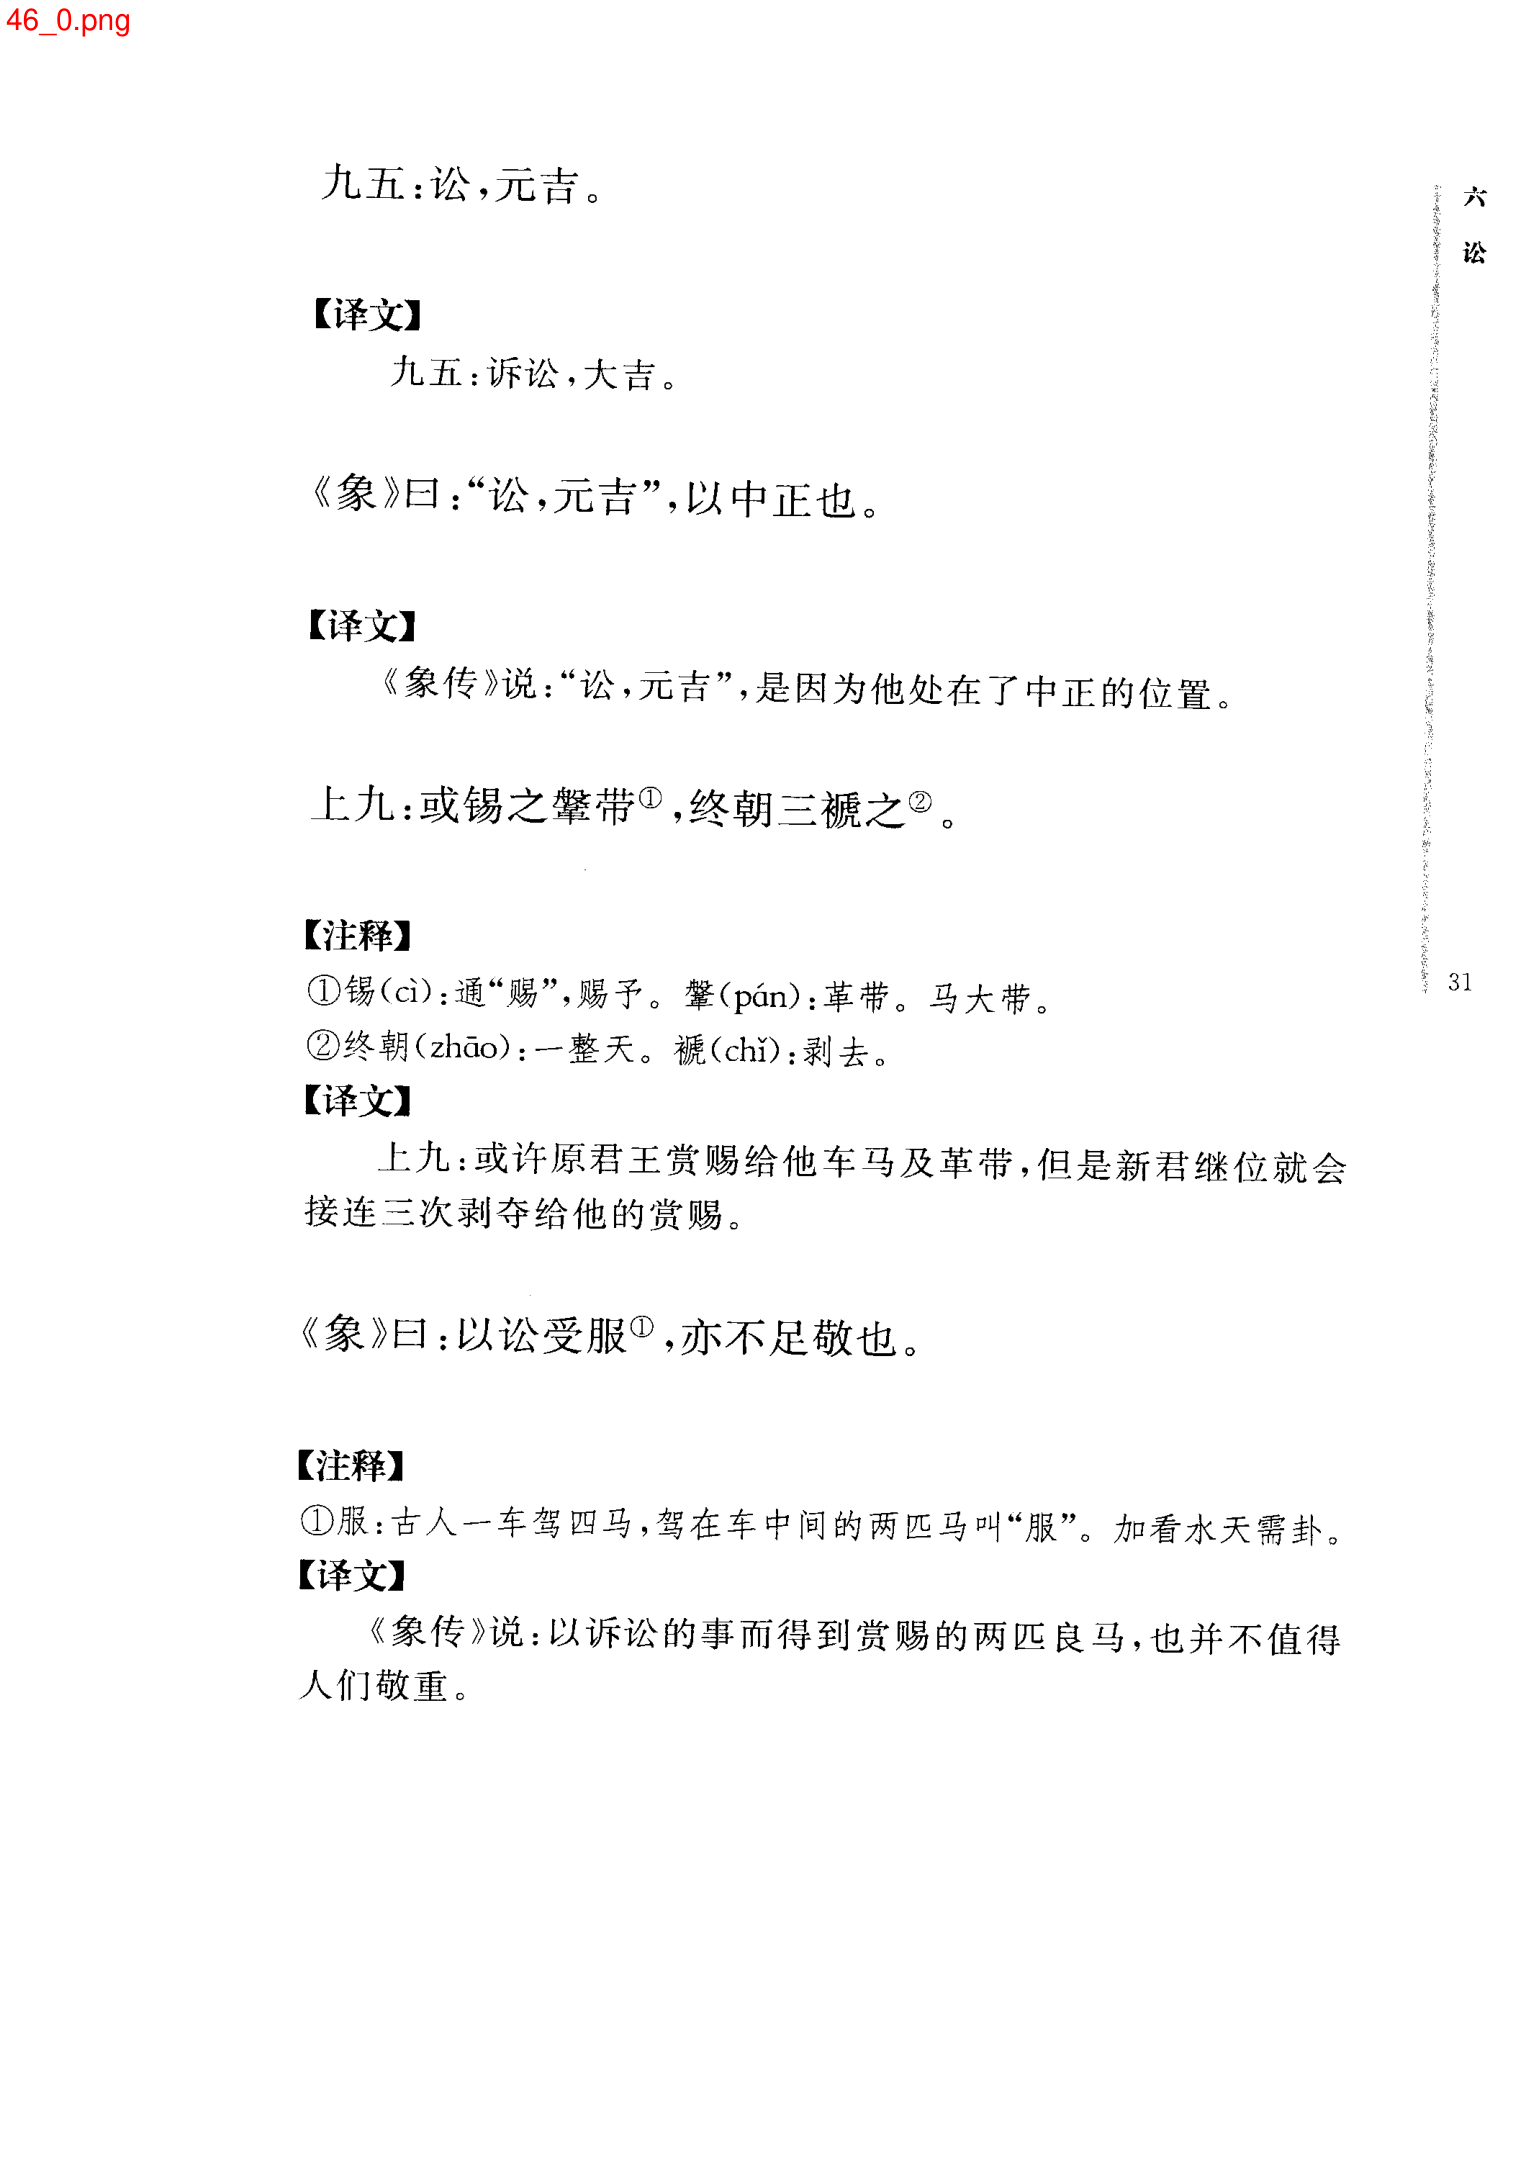 46_0.png
九五:讼,元吉。
六
讼
【译文】
九五:诉讼,大吉。
《象》曰:“讼,元吉”,以中正也。
【译文】
《象传》说:“讼,元吉”,是因为他处在了中正的位置。
上九:或锡之鞶带①,终朝三褫之②。
【注释】
①锡(cì):通“赐”,赐予。鞶(pán):革带。马大带。
31
②终朝(zhāo):一整天。褫(chǐ):剥去。
【译文】
上九:或许原君王赏赐给他车马及革带,但是新君继位就会
接连三次剥夺给他的赏赐。
《象》曰:以讼受服①,亦不足敬也。
【注释】
①服:古人一车驾四马,驾在车中间的两匹马叫“服”。加看水天需卦。
【译文】
《象传》说:以诉讼的事而得到赏赐的两匹良马,也并不值得
人们敬重。